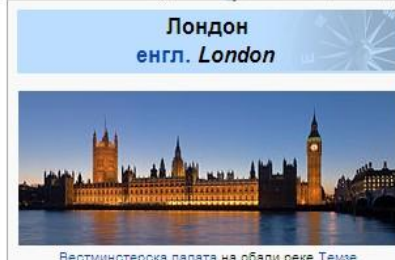 Лондон
енгл. London
Вестминстерска палата на обали реке Темзе